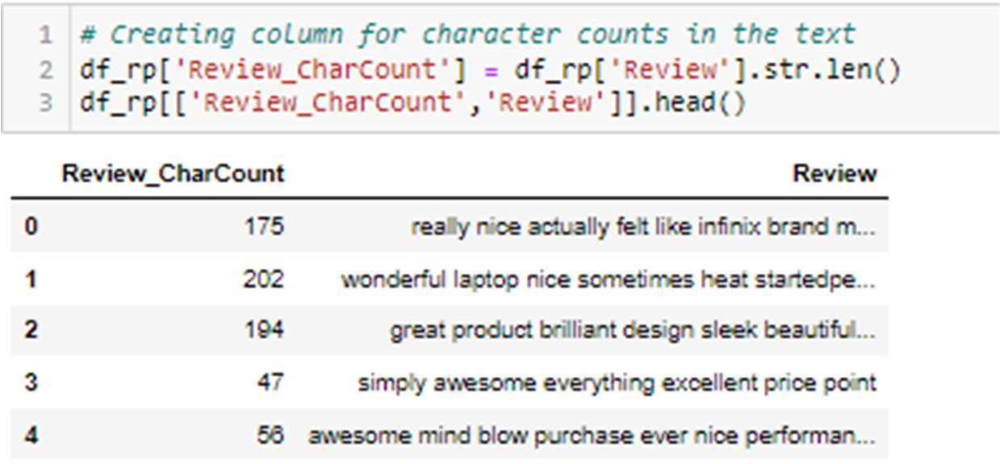 1 # Creating column for character counts in the text
2 df_rp['Review_CharCount'] = df_rp['Review'].str.len()
3 df_rp[['Review_CharCount','Review']].head()
Review_CharCount Review
0 175 really nice actually felt like infinix brand m...
1 202 wonderful laptop nice sometimes heat startedpe...
2 194 great product brilliant design sleek beautiful...
3 47 simply awesome everything excellent price point
4 56 awesome mind blow purchase ever nice performan...